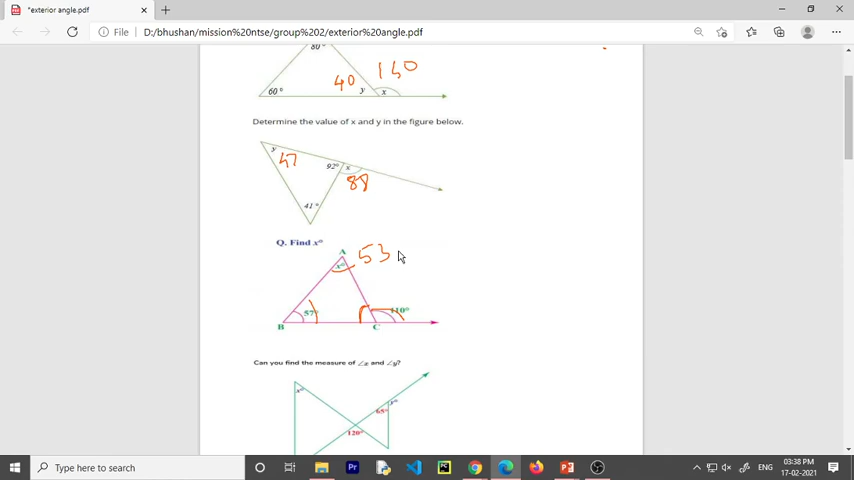 *exterior angle.pdf
File | D:/bhushan/mission%20ntse/group%202/exterior%20angle.pdf
80°
60° 40 y x 140
Determine the value of x and y in the figure below.
y
47
92° x
88
41°
Q. Find x°
A
53
x°
57° 110°
B C
Can you find the measure of ∠x and ∠y?
x°
y°
65°
120°
Type here to search
ENG
03:38 PM
17-02-2021